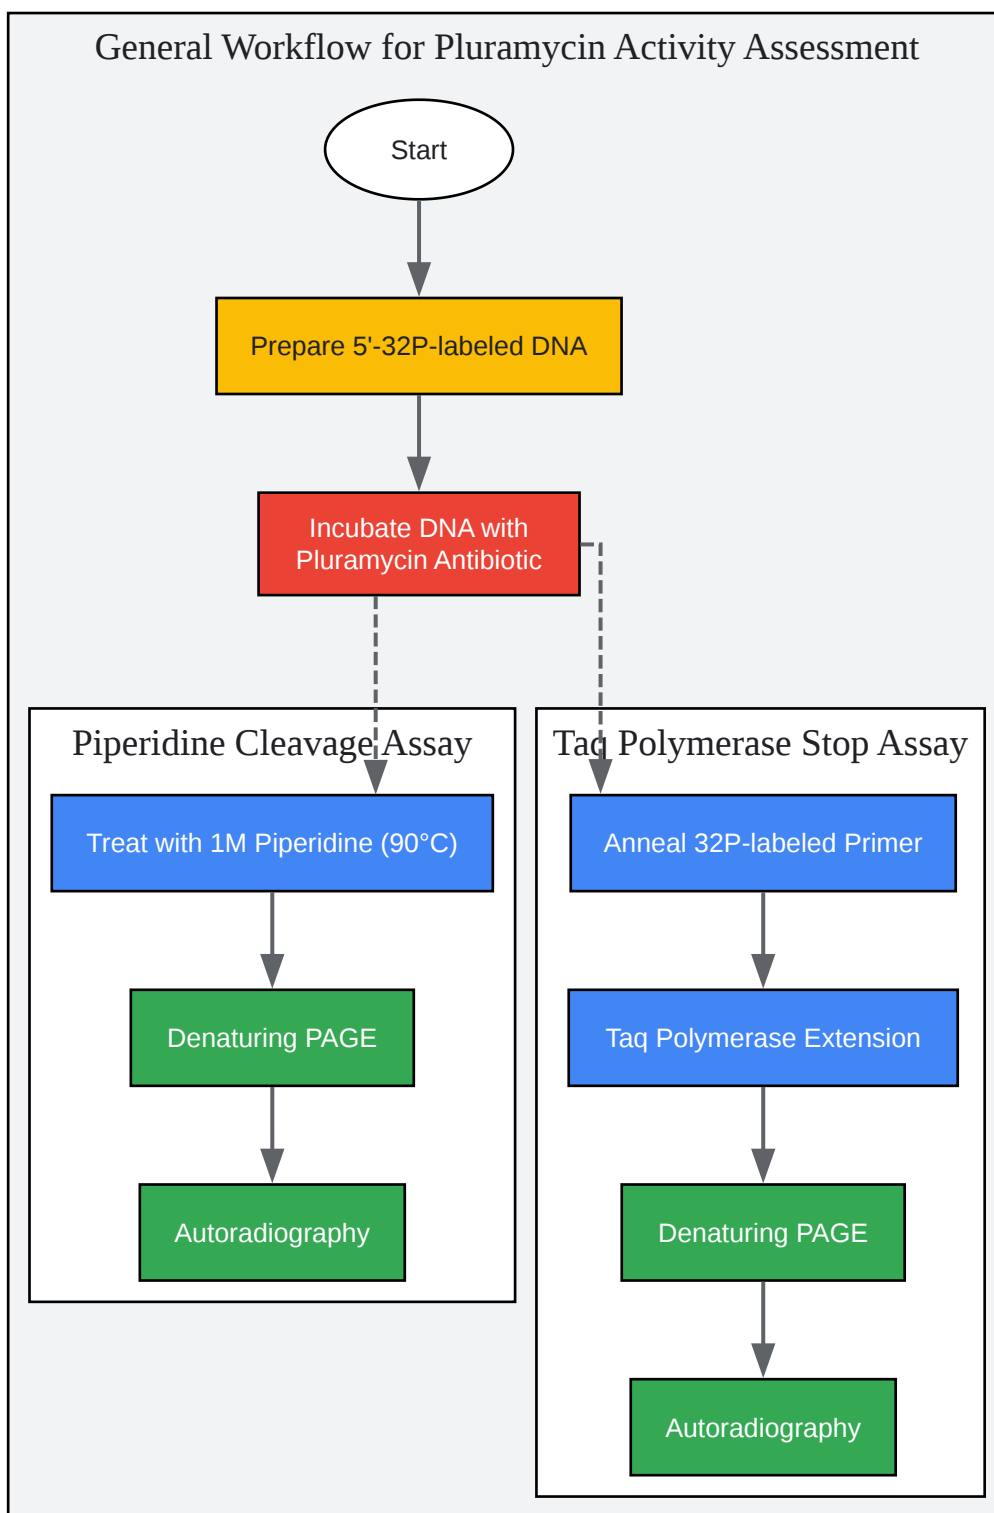 General Workflow for Pluramycin Activity Assessment
Start
Prepare 5'-32P-labeled DNA
Incubate DNA with
Pluramycin Antibiotic
Piperidine Cleavage Assay
Treat with 1M Piperidine (90°C)
Denaturing PAGE
Autoradiography
Taq Polymerase Stop Assay
Anneal 32P-labeled Primer
Taq Polymerase Extension
Denaturing PAGE
Autoradiography